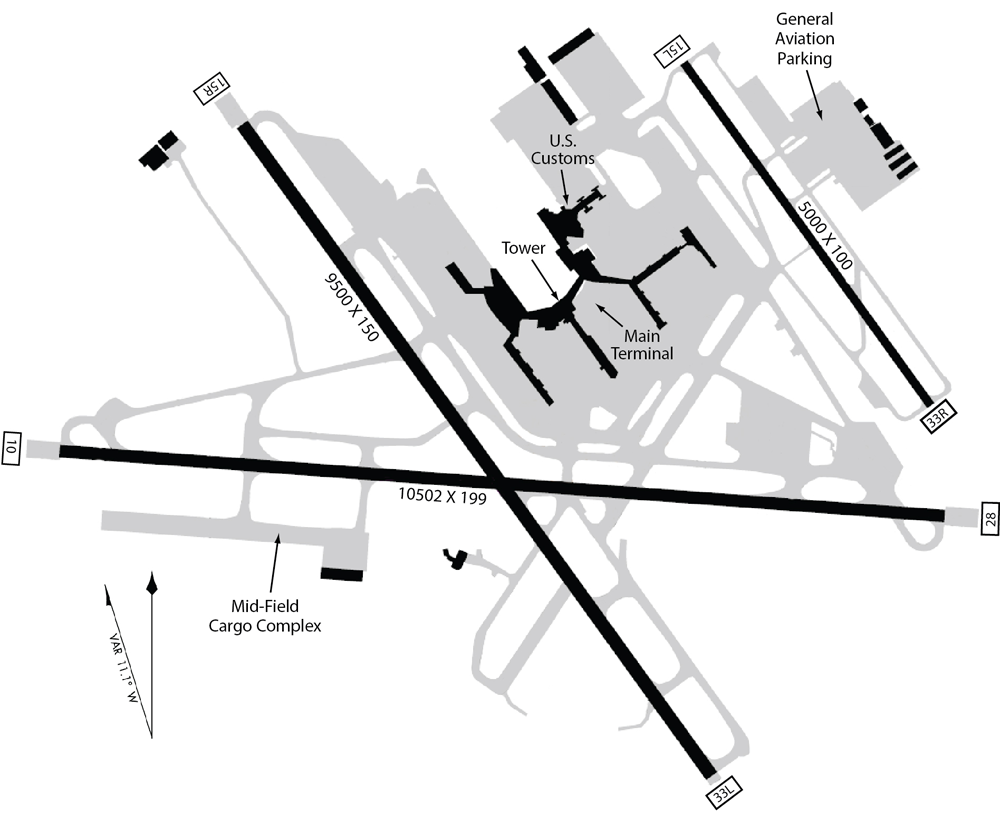 General
Aviation
Parking
15L
15R
U.S.
Customs
5000 X 100
Tower
9500 X 150
Main
Terminal
33R
10
10502 X 199
28
Mid-Field
Cargo Complex
VAR 11.1° W
33L